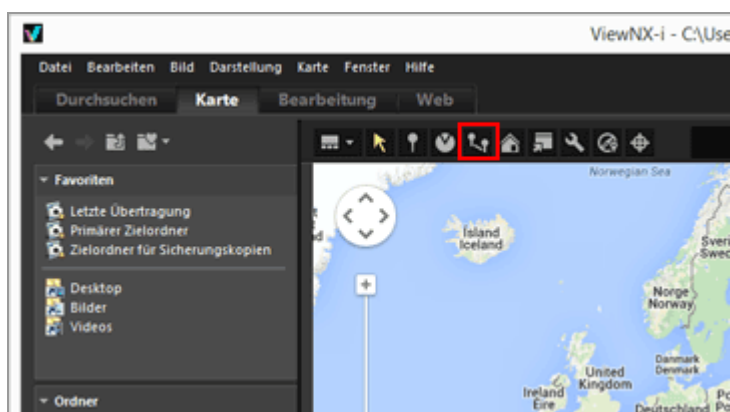 ViewNX-i - C:\Use
Datei Bearbeiten Bild Darstellung Karte Fenster Hilfe
Durchsuchen Karte Bearbeitung Web
Favoriten
Letzte Übertragung
Primärer Zielordner
Zielordner für Sicherungskopien
Desktop
Bilder
Videos
Ordner
Norwegian Sea
Ísland
Iceland
Sveri
Swed
Norge
Norway
Danmark
Denmark
United
Kingdom
Ireland
Éire
Deutschland
Po
Po